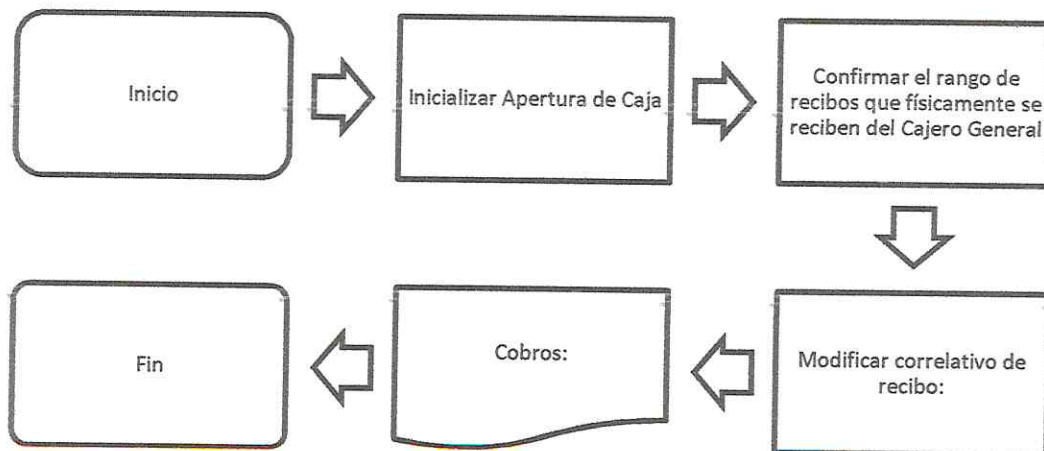 Inicio
Inicializar Apertura de Caja
Confirmar el rango de
recibos que físicamente se
reciben del Cajero General
Modificar correlativo de
recibo:
Cobros:
Fin